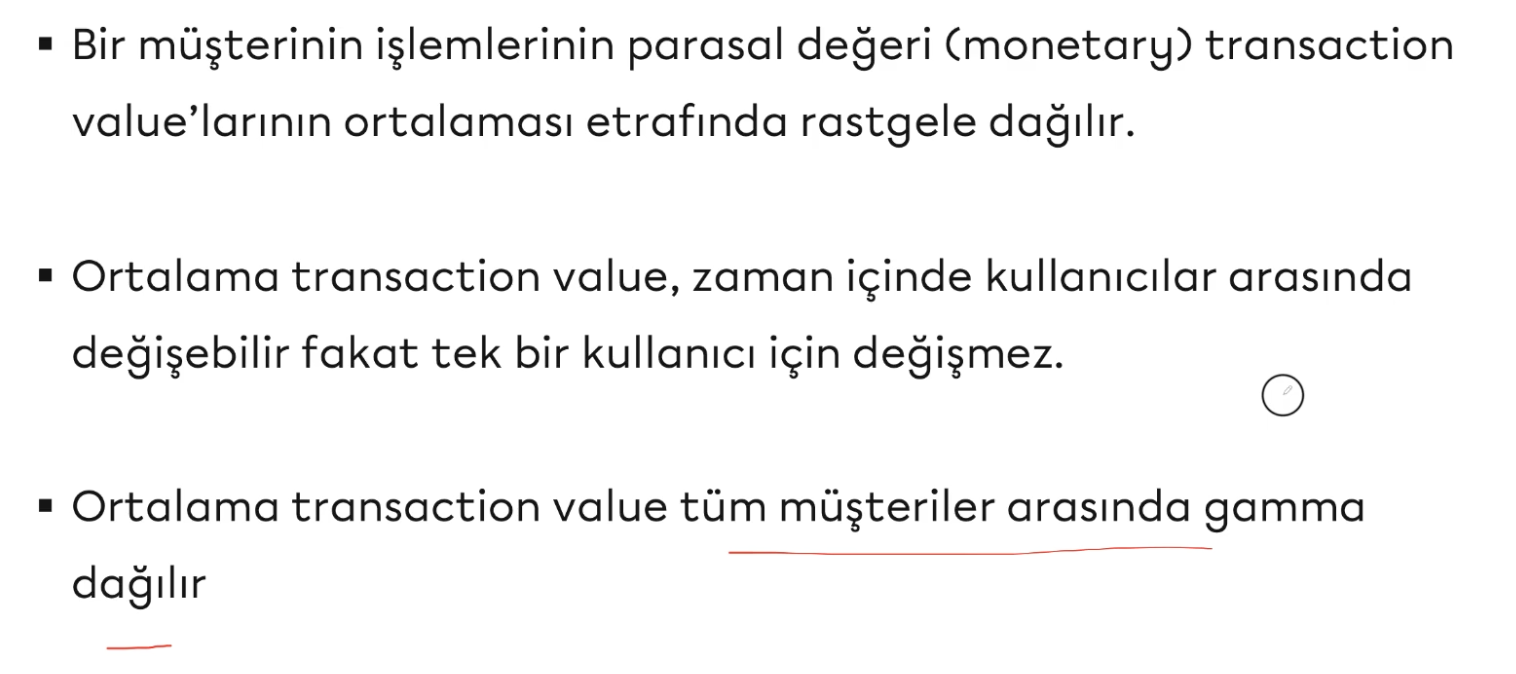 ▪ Bir müşterinin işlemlerinin parasal değeri (monetary) transaction
value’larının ortalaması etrafında rastgele dağılır.
▪ Ortalama transaction value, zaman içinde kullanıcılar arasında
değişebilir fakat tek bir kullanıcı için değişmez.
▪ Ortalama transaction value tüm müşteriler arasında gamma
dağılır